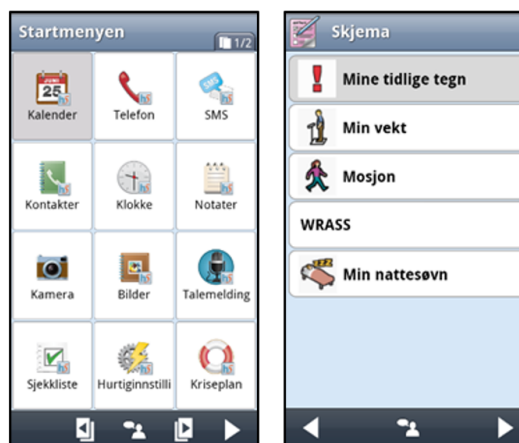 Startmenyen
1/2
JUNI
25
Kalender
Telefon
SMS
SMS
Kontakter
Klokke
Notater
Kamera
Bilder
Talemelding
Sjekkliste
Hurtiginnstilli
Kriseplan
Skjema
Mine tidlige tegn
Min vekt
Mosjon
WRASS
Min nattesøvn